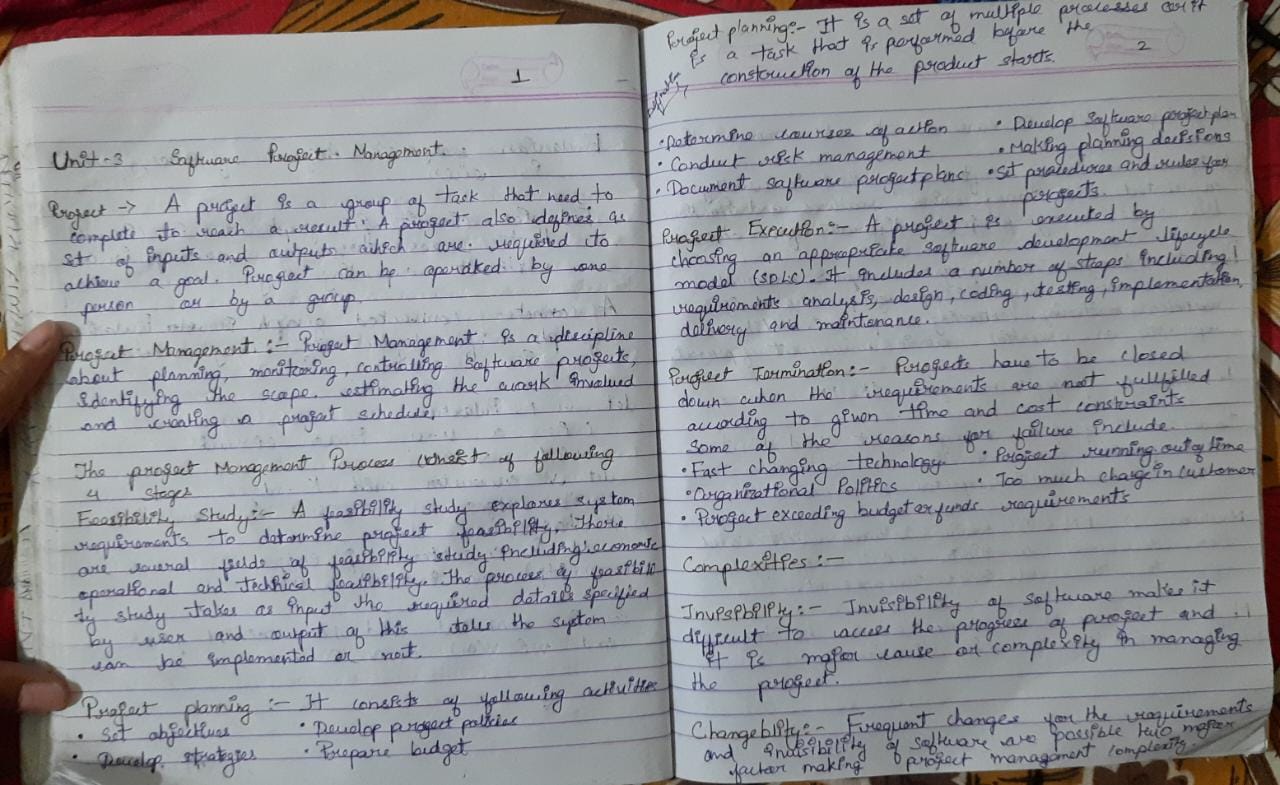 1
Unit-3 Software Project Management.
Project → A project is a group of task that need to
complete to reach a result. A project also defines as
set of inputs and outputs which are required to
achieve a goal. Project can be operated by one
person or by a group.
Project Management :- Project Management is a discipline
about planning, monitoring, controlling software projects,
identifying the scope estimating the work involved
and creating a project schedule,
The project Management Process consist of following
4 stages
Feasibility Study:- A feasibility study explores system
requirements to determine project feasibility. There
are several fields of feasibility study including economic
operational and technical feasibility. The process of feasibili
ty study takes as input the required details specified
by user and output of this tells the system
can be implemented or not.
Project planning :- It consists of following activities
• Set objectives • Develop project policies
• Develop strategies • Prepare budget
Project planning:- It is a set of multiple processes or it
is a task that is performed before the
construction of the product starts.
2
• Determine courses of action • Develop software project plan
• Conduct risk management • Making planning decisions
• Document software project plans • Set procedures and rules for
projects.
Project Execution:- A project is executed by
choosing an appropriate software development lifecycle
model (SDLC). It includes a number of steps including
requirements analysis, design, coding, testing, implementation,
delivery and maintenance.
Project Termination:- Projects have to be closed
down when the requirements are not fullfilled
according to given time and cost constraints
Some of the reasons for failure include.
• Fast changing technology • Project running out of time
• Organizational Politics • Too much change in customer
• Project exceeding budget or funds requirements
Complexities :-
Invisibility:- Invisibility of software makes it
difficult to access the progress of project and
it is major cause or complexity in managing
the project.
Changeblity:- Frequent changes for the requirements
and invisibility of software are possible two major
factor making project management complexity.